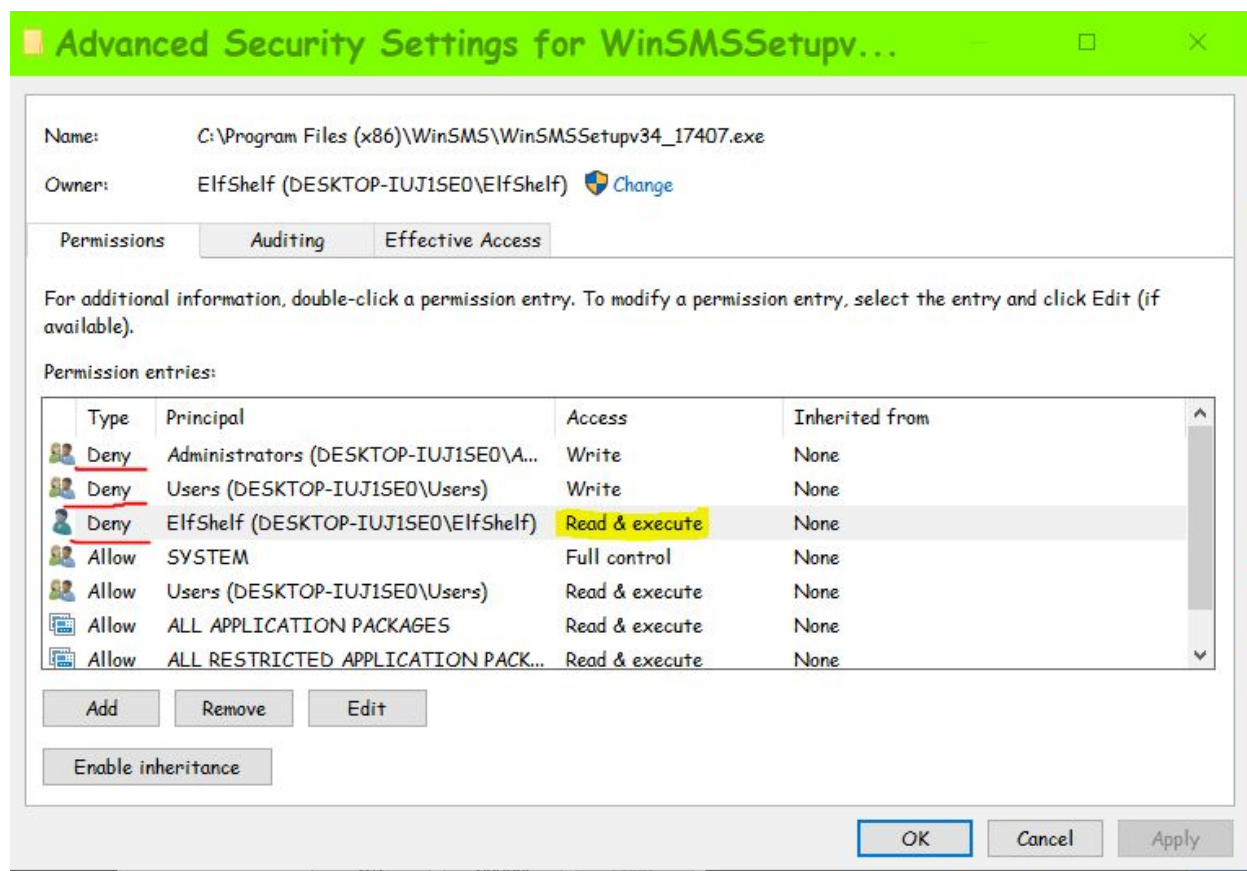 Advanced Security Settings for WinSMSSetupv...
Name: C:\Program Files (x86)\WinSMS\WinSMSSetupv34_17407.exe
Owner: ElfShelf (DESKTOP-IUJ1SE0\ElfShelf) Change
Permissions Auditing Effective Access
For additional information, double-click a permission entry. To modify a permission entry, select the entry and click Edit (if
available).
Permission entries:
Type Principal Access Inherited from
Deny Administrators (DESKTOP-IUJ1SE0\A... Write None
Deny Users (DESKTOP-IUJ1SE0\Users) Write None
Deny ElfShelf (DESKTOP-IUJ1SE0\ElfShelf) Read & execute None
Allow SYSTEM Full control None
Allow Users (DESKTOP-IUJ1SE0\Users) Read & execute None
Allow ALL APPLICATION PACKAGES Read & execute None
Allow ALL RESTRICTED APPLICATION PACK... Read & execute None
Add Remove Edit
Enable inheritance
OK Cancel Apply